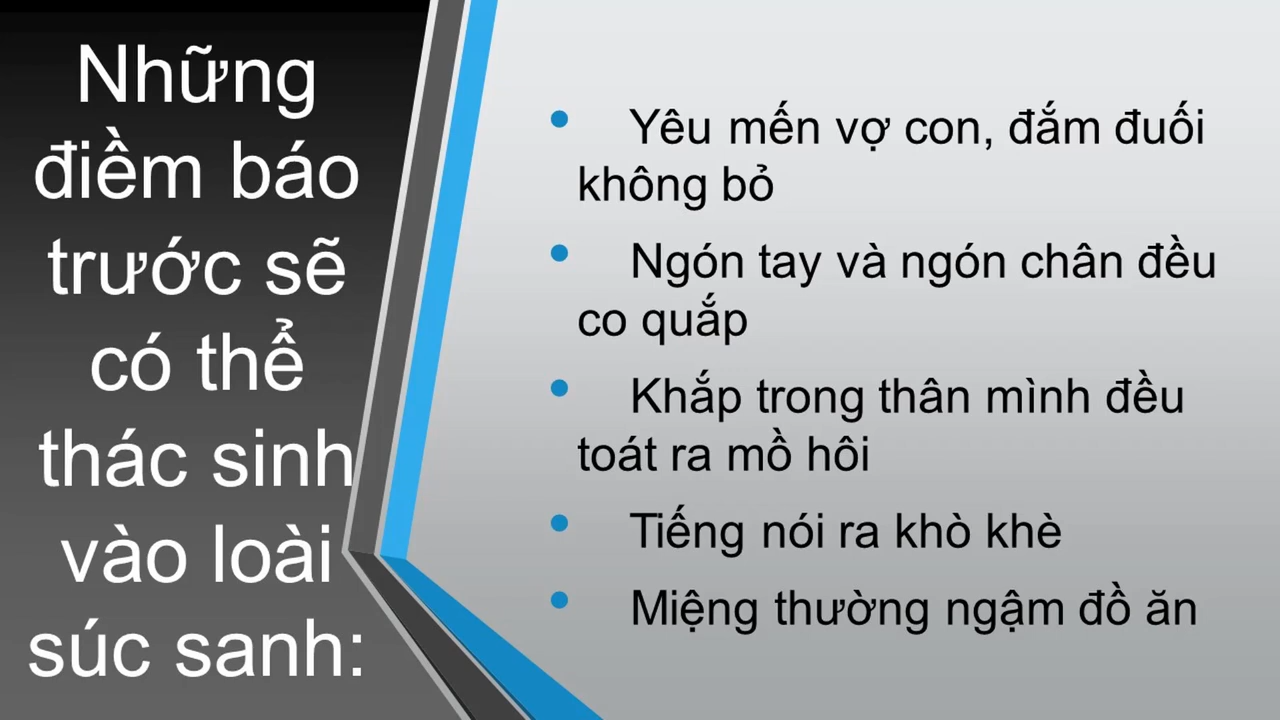 Những
điềm báo
trước sẽ
có thể
thác sinh
vào loài
súc sanh:
• Yêu mến vợ con, đắm đuối
không bỏ
• Ngón tay và ngón chân đều
co quắp
• Khắp trong thân mình đều
toát ra mồ hôi
• Tiếng nói ra khò khè
• Miệng thường ngậm đồ ăn